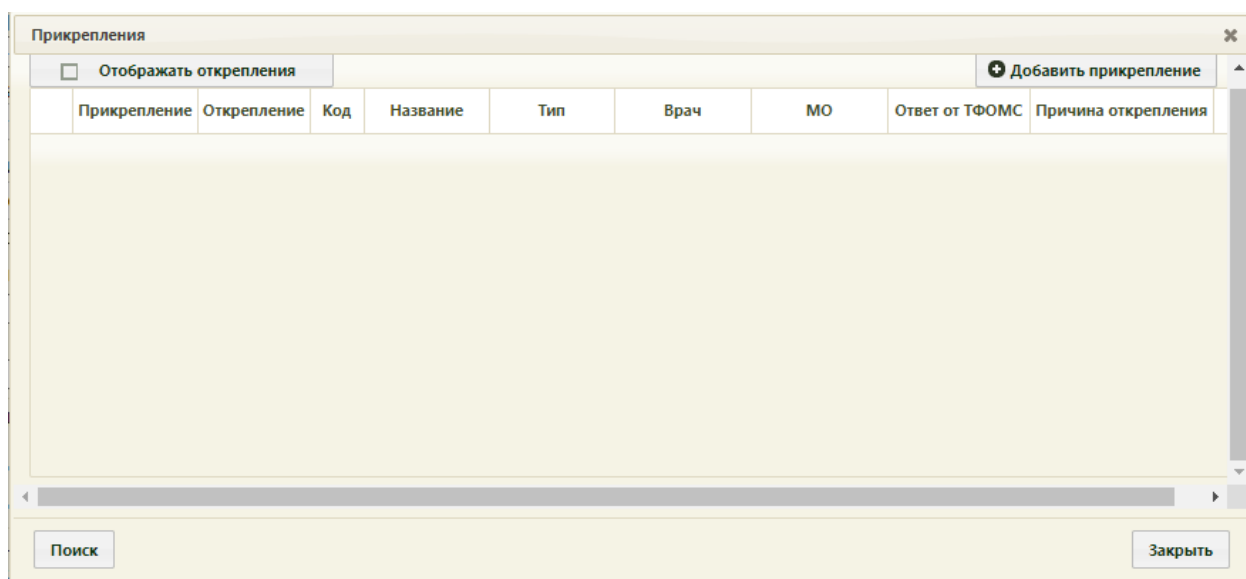 Прикрепления
Отображать открепления
Добавить прикрепление
Прикрепление Открепление Код Название Тип Врач МО Ответ от ТФОМС Причина открепления
Поиск
Закрыть